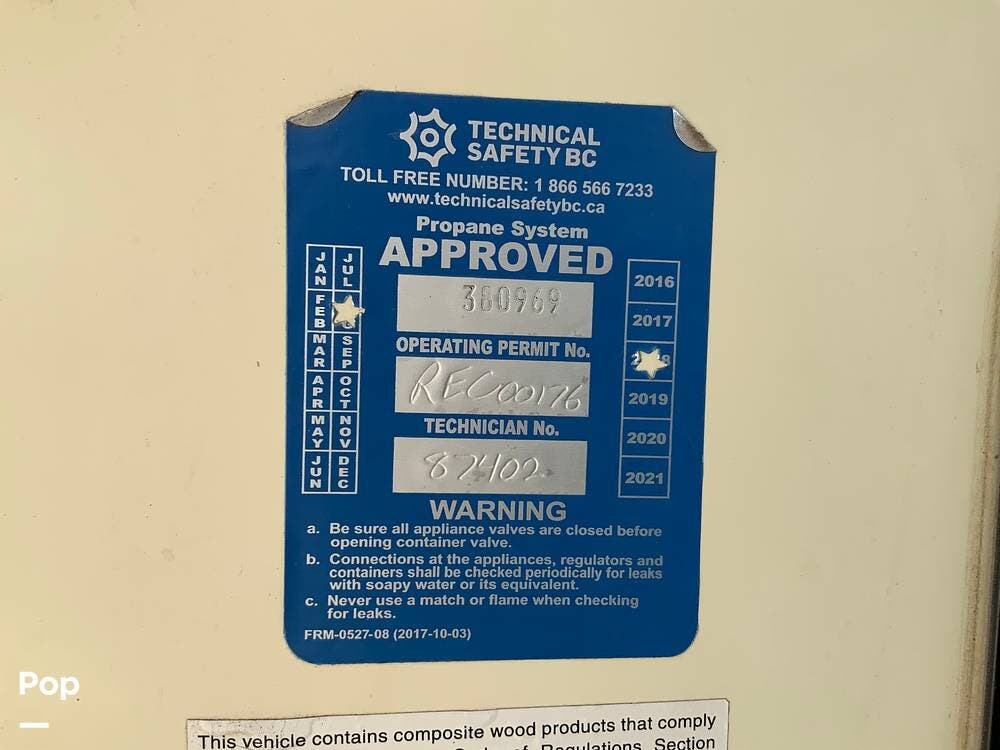 TECHNICAL
SAFETY BC
TOLL FREE NUMBER: 1 866 566 7233
www.technicalsafetybc.ca
Propane System
APPROVED
JAN JUL
FEB
MAR SEP
APR OCT
MAY NOV
JUN DEC
380969
OPERATING PERMIT No.
REC00176
TECHNICIAN No.
82402
2016
2017
2019
2020
2021
WARNING
a. Be sure all appliance valves are closed before
opening container valve.
b. Connections at the appliances, regulators and
containers shall be checked periodically for leaks
with soapy water or its equivalent.
c. Never use a match or flame when checking
for leaks.
FRM-0527-08 (2017-10-03)
Pop
This vehicle contains composite wood products that comply
of Regulations, Section